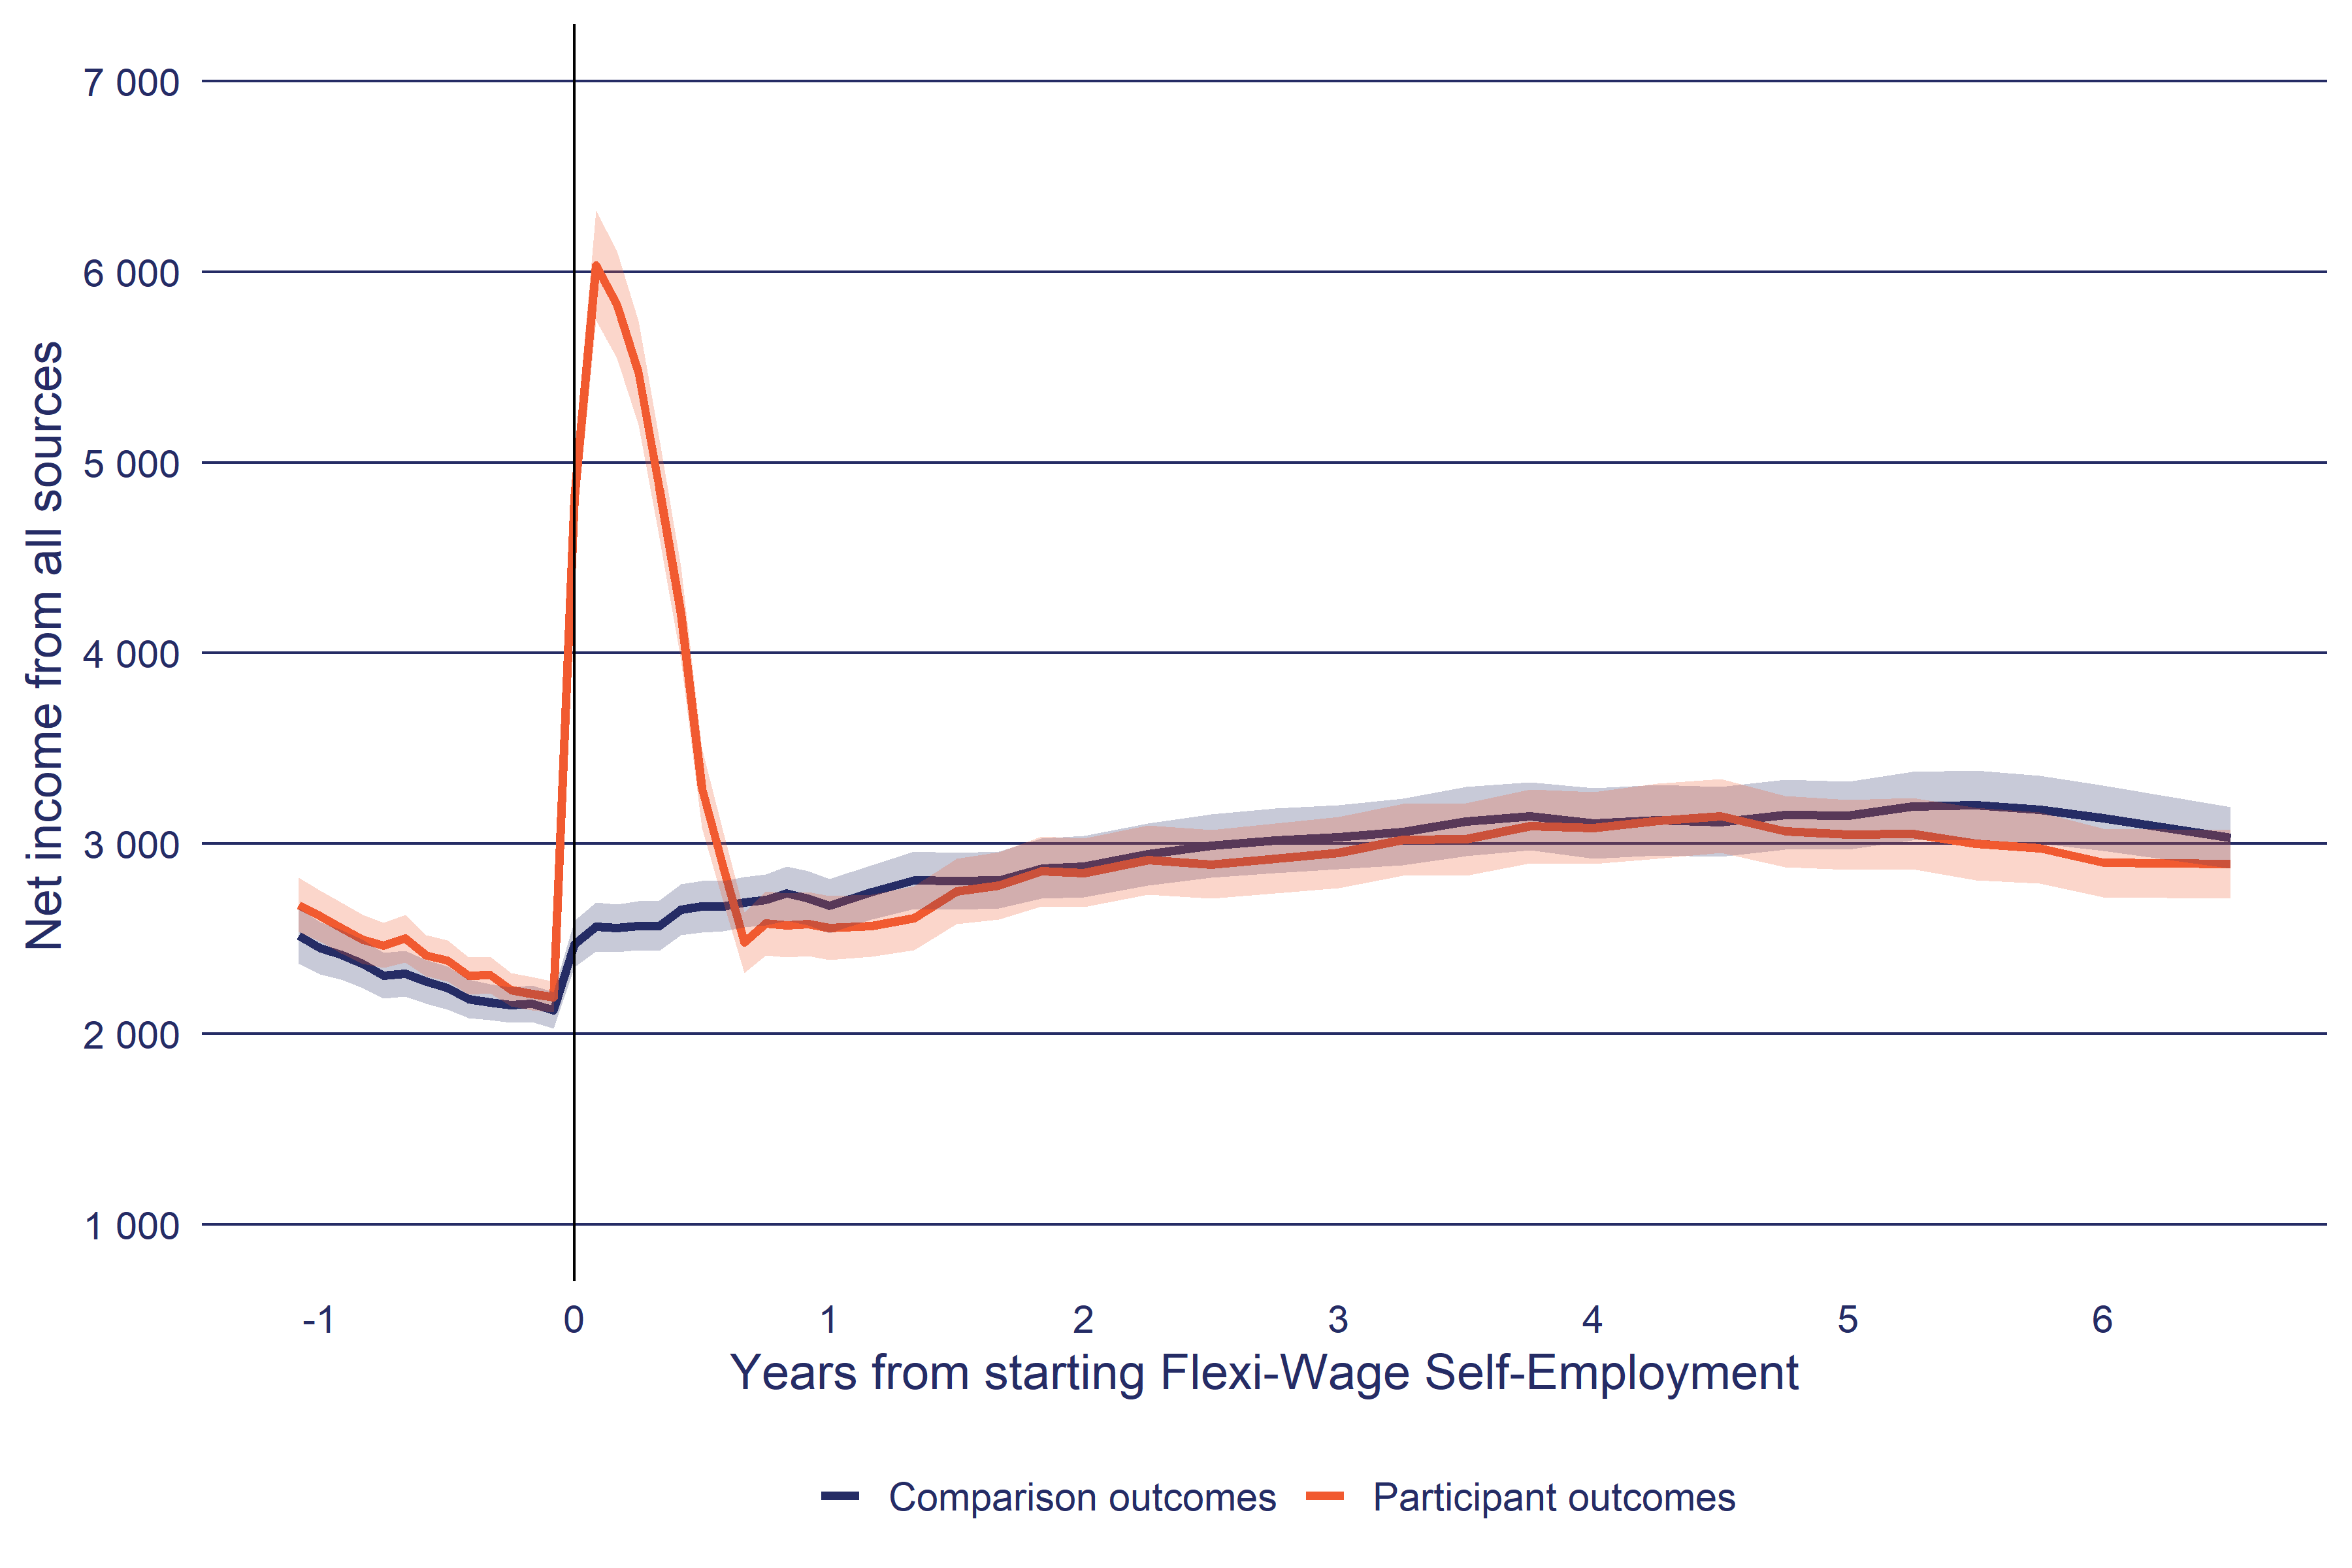 Net income from all sources
7 000
6 000
5 000
4 000
3 000
2 000
1 000
-1 0 1 2 3 4 5 6
Years from starting Flexi-Wage Self-Employment
Comparison outcomes Participant outcomes